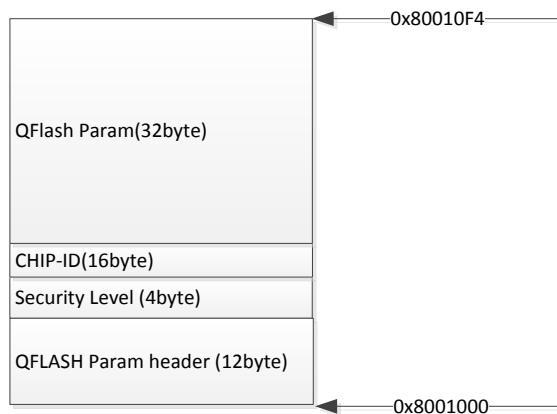 0x80010F4
QFlash Param(32byte)
CHIP-ID(16byte)
Security Level (4byte)
QFLASH Param header (12byte)
0x8001000